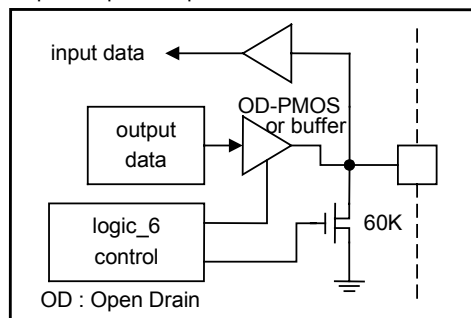 input data
OD-PMOS
or buffer
output
data
logic_6
control
60K
OD : Open Drain